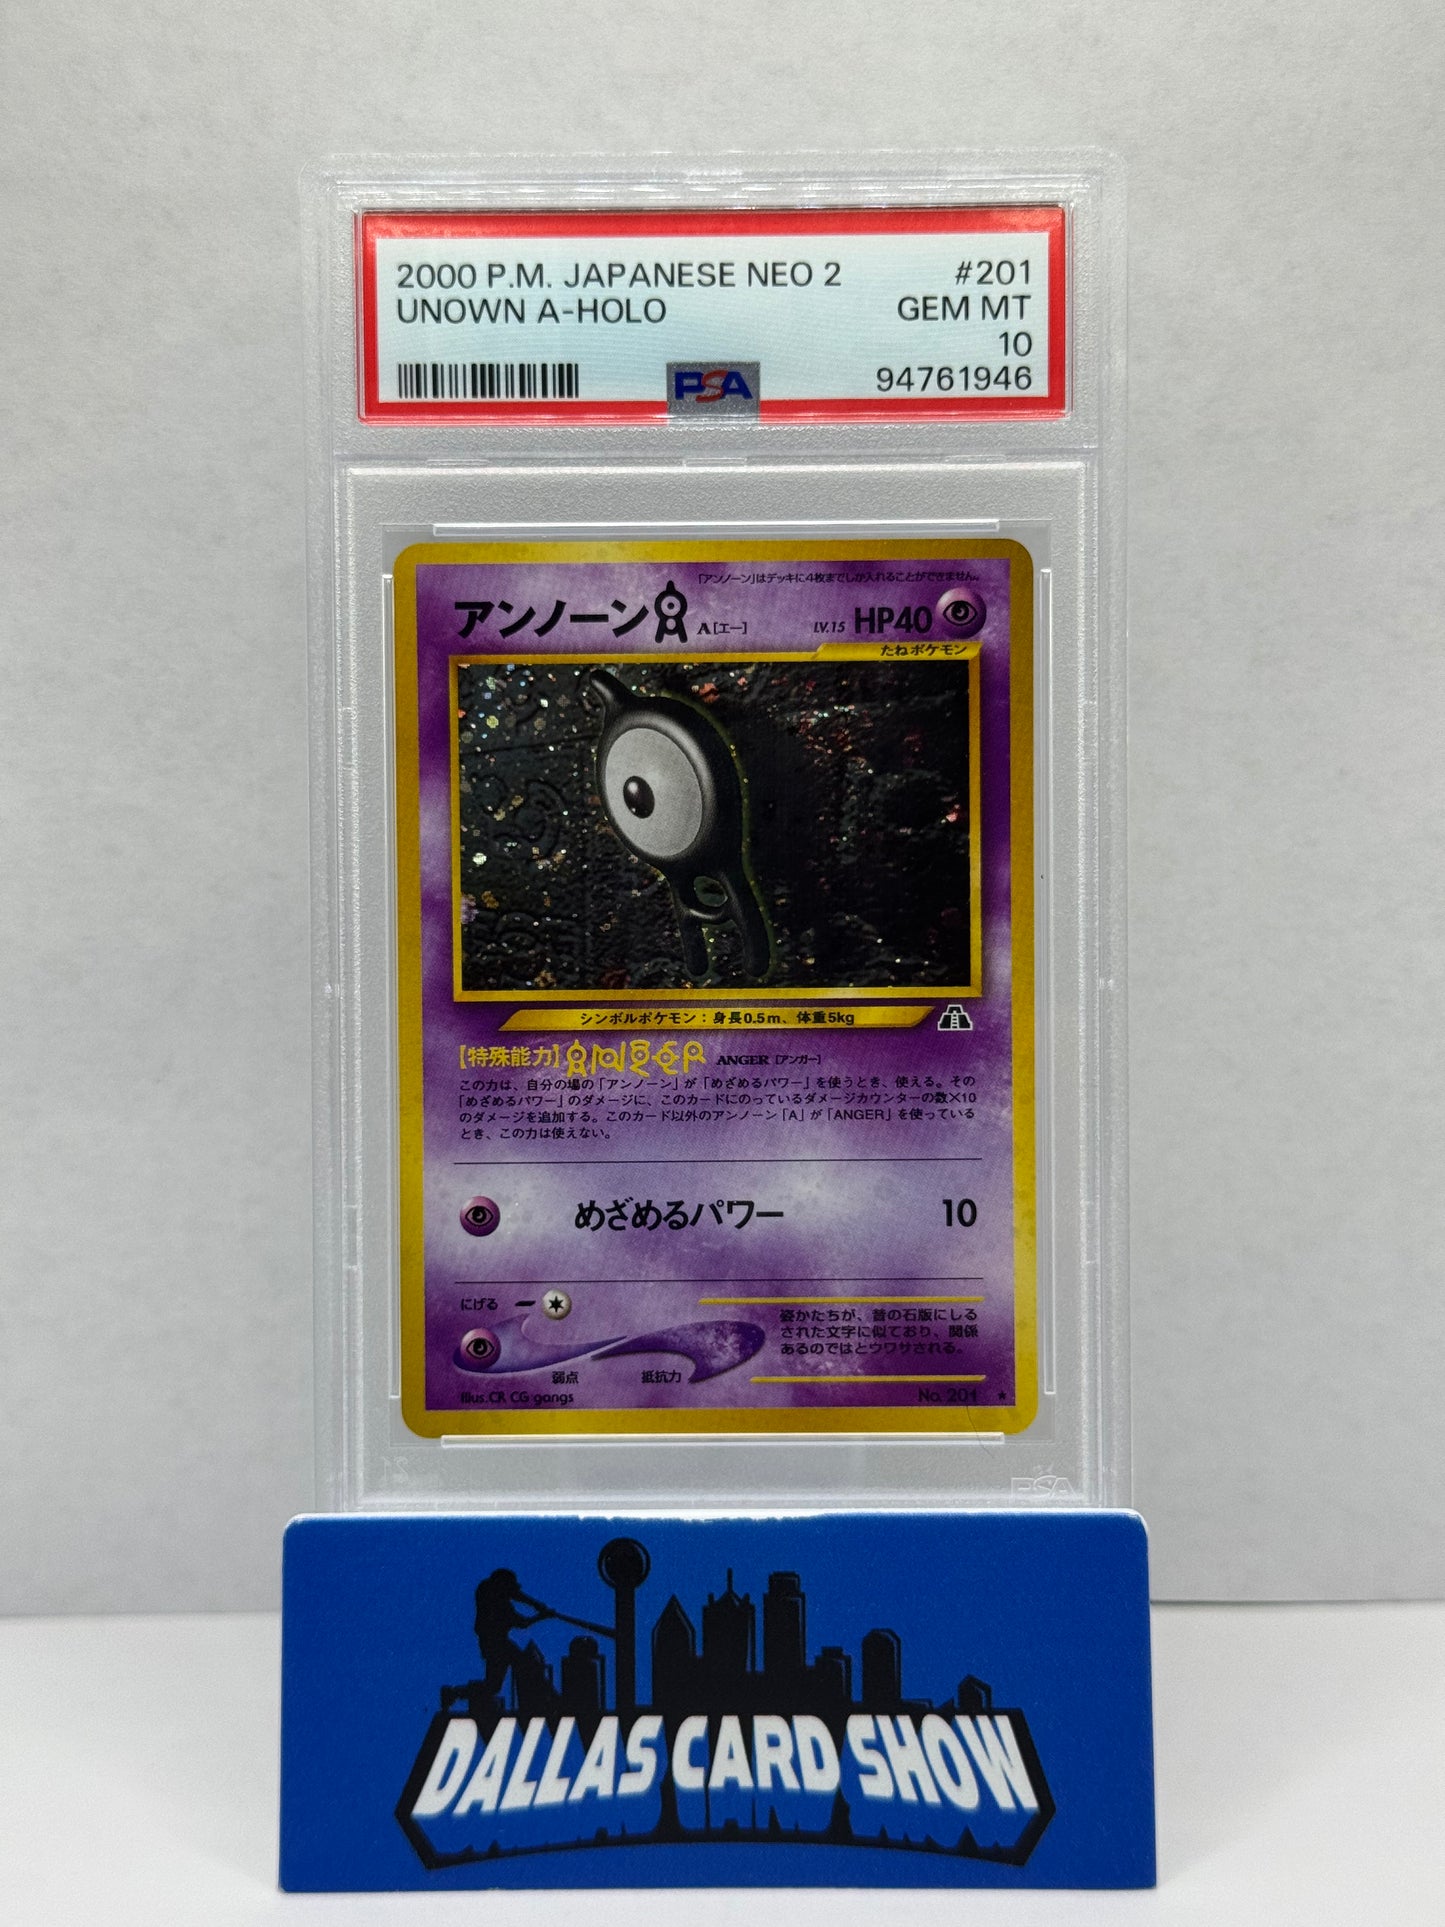 2000 P.M. JAPANESE NEO 2 #201
UNOWN A-HOLO GEM MT
10
94761946
PSA
「アンノーン」はデッキに4枚までしか入れることができません。
アンノーン A[エー] LV.15 HP40
たねポケモン
シンボルポケモン：身長0.5m、体重5kg
【特殊能力】ANGER ANGER [アンガー]
この力は、自分の場の「アンノーン」が「めざめるパワー」を使うとき、使える。その
「めざめるパワー」のダメージに、このカードにのっているダメージカウンターの数×10
のダメージを追加する。このカード以外のアンノーン「A」が「ANGER」を使っている
とき、この力は使えない。
めざめるパワー 10
にげる
弱点 抵抗力
姿かたちが、昔の石版にしる
された文字に似ており、関係
あるのではとウワサされる。
Illus.CR CG gangs No. 201 ★
PSA
DALLAS CARD SHOW